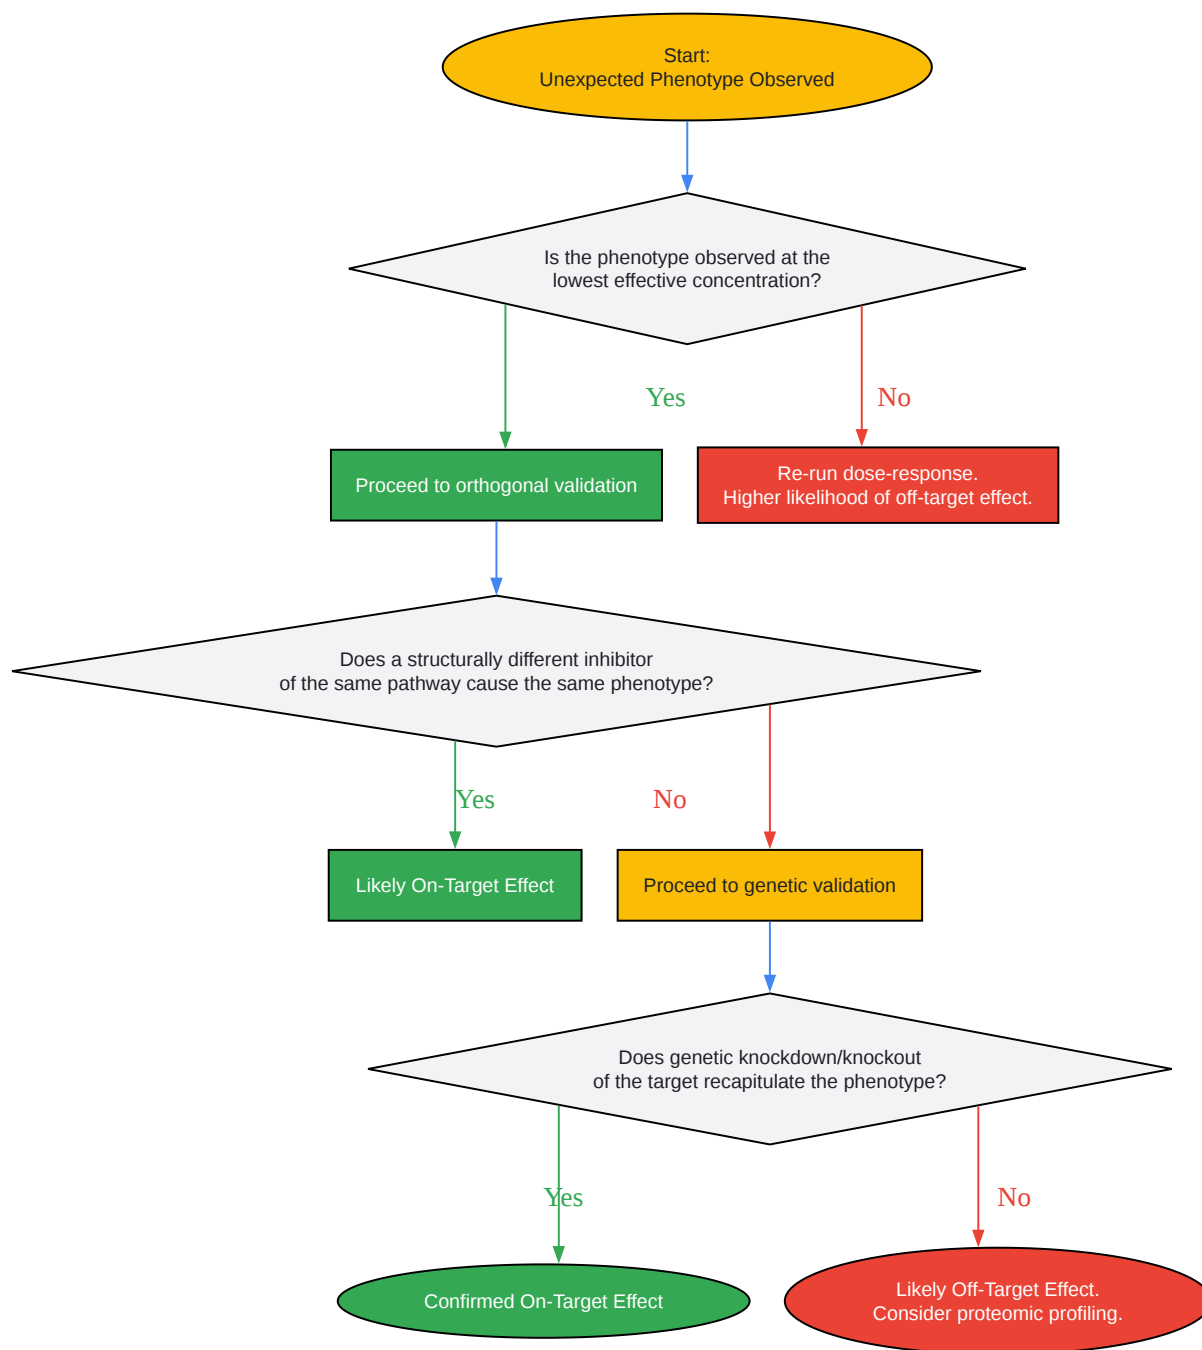 Start:
Unexpected Phenotype Observed
Is the phenotype observed at the
lowest effective concentration?
Yes
No
Proceed to orthogonal validation
Re-run dose-response.
Higher likelihood of off-target effect.
Does a structurally different inhibitor
of the same pathway cause the same phenotype?
Yes
No
Likely On-Target Effect
Proceed to genetic validation
Does genetic knockdown/knockout
of the target recapitulate the phenotype?
Yes
No
Confirmed On-Target Effect
Likely Off-Target Effect.
Consider proteomic profiling.